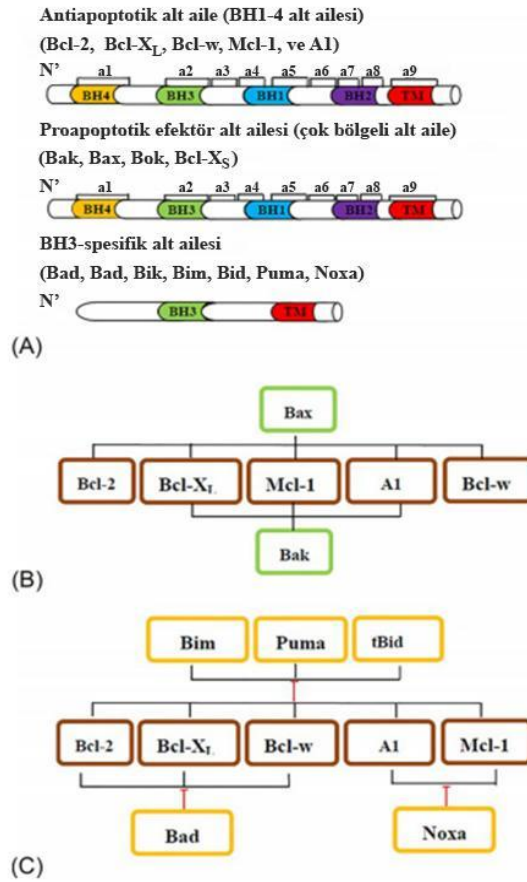 Antiapoptotik alt aile (BH1-4 alt ailesi)
(Bcl-2, Bcl-XL, Bcl-w, Mcl-1, ve A1)
N’ a1 a2 a3 a4 a5 a6 a7 a8 a9
BH4 BH3 BH1 BH2 TM
Proapoptotik efektör alt ailesi (çok bölgeli alt aile)
(Bak, Bax, Bok, Bcl-XS)
N’ a1 a2 a3 a4 a5 a6 a7 a8 a9
BH4 BH3 BH1 BH2 TM
BH3-spesifik alt ailesi
(Bad, Bad, Bik, Bim, Bid, Puma, Noxa)
N’
BH3 TM
(A)
Bax
Bcl-2 Bcl-XL Mcl-1 A1 Bcl-w
Bak
(B)
Bim Puma tBid
Bcl-2 Bcl-XL Bcl-w A1 Mcl-1
Bad Noxa
(C)